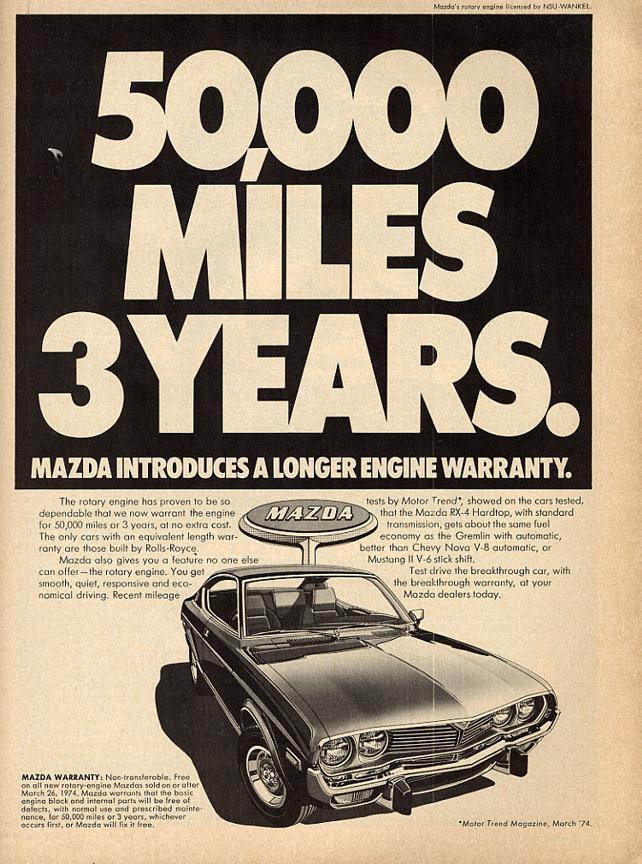 Mazda's rotary engine licensed by NSU-WANKEL.
50,000
MILES
3 YEARS.
MAZDA INTRODUCES A LONGER ENGINE WARRANTY.
The rotary engine has proven to be so
dependable that we now warrant the engine
for 50,000 miles or 3 years, at no extra cost.
The only cars with an equivalent length war-
ranty are those built by Rolls-Royce.
Mazda also gives you a feature no one else
can offer—the rotary engine. You get
smooth, quiet, responsive and eco-
nomical driving. Recent mileage
MAZDA
tests by Motor Trend*, showed on the cars tested,
that the Mazda RX-4 Hardtop, with standard
transmission, gets about the same fuel
economy as the Gremlin with automatic,
better than Chevy Nova V-8 automatic, or
Mustang II V-6 stick shift.
Test drive the breakthrough car, with
the breakthrough warranty, at your
Mazda dealers today.
MAZDA WARRANTY: Non-transferable. Free
on all new rotary-engine Mazdas sold on or after
March 26, 1974. Mazda warrants that the basic
engine block and internal parts will be free of
defects, with normal use and prescribed mainte-
nance, for 50,000 miles or 3 years, whichever
occurs first, or Mazda will fix it free.
*Motor Trend Magazine, March '74.